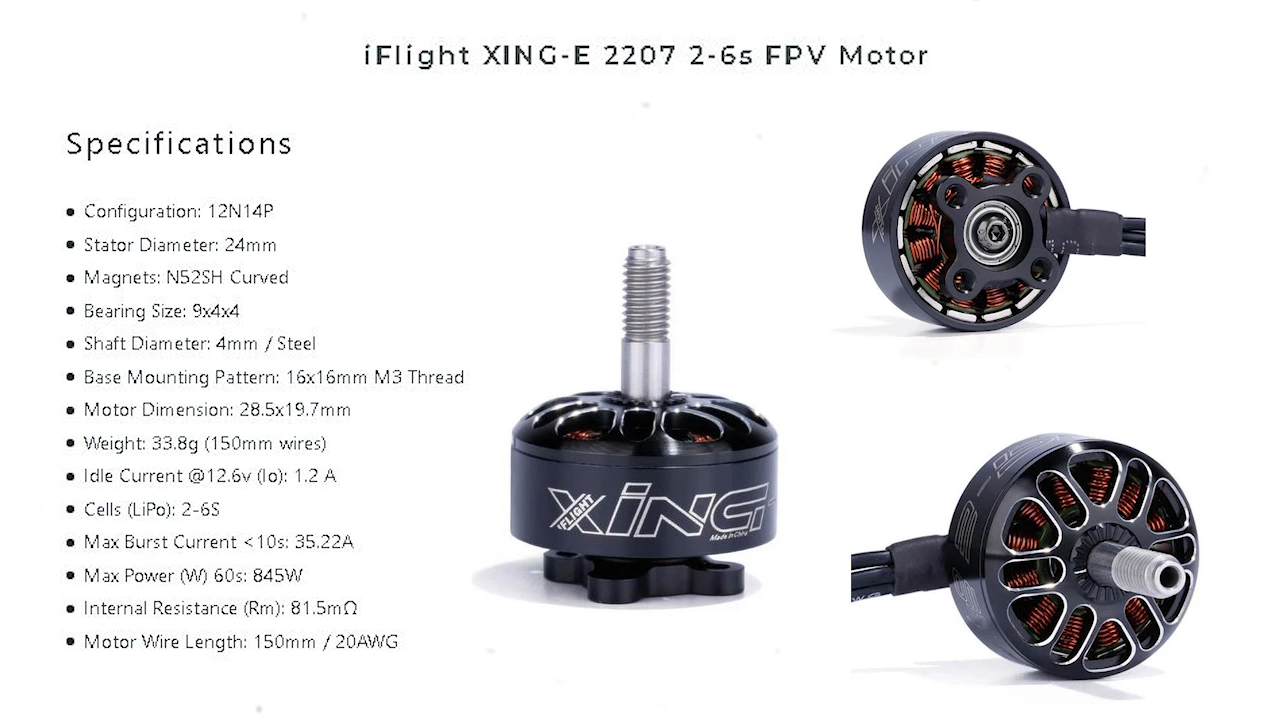 iFlight XING-E 2207 2-6s FPV Motor
Specifications
Configuration: 12N14P
Stator Diameter: 24mm
Magnets: N52SH Curved
Bearing Size: 9x4x4
Shaft Diameter: 4mm / Steel
Base Mounting Pattern: 16x16mm M3 Thread
Motor Dimension: 28.5x19.7mm
Weight: 33.8g (150mm wires)
Idle Current @12.6v (Io): 1.2 A
Cells (LiPo): 2-6S
Max Burst Current <10s: 35.22A
Max Power (W) 60s: 845W
Internal Resistance (Rm): 81.5mΩ
Motor Wire Length: 150mm / 20AWG
XING
iFLIGHT
Made in China